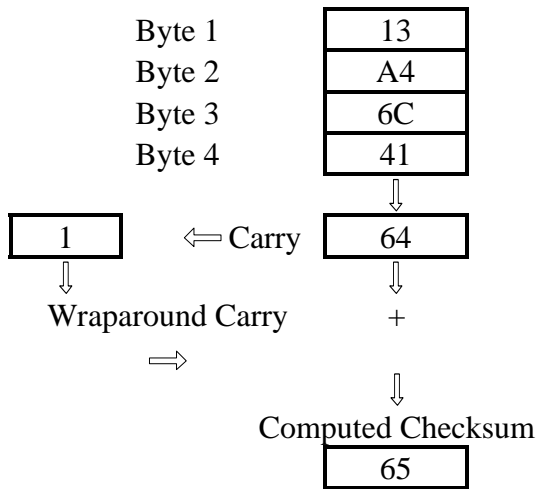 Byte 1 13
Byte 2 A4
Byte 3 6C
Byte 4 41
1 Carry 64
Wraparound Carry +
Computed Checksum
65